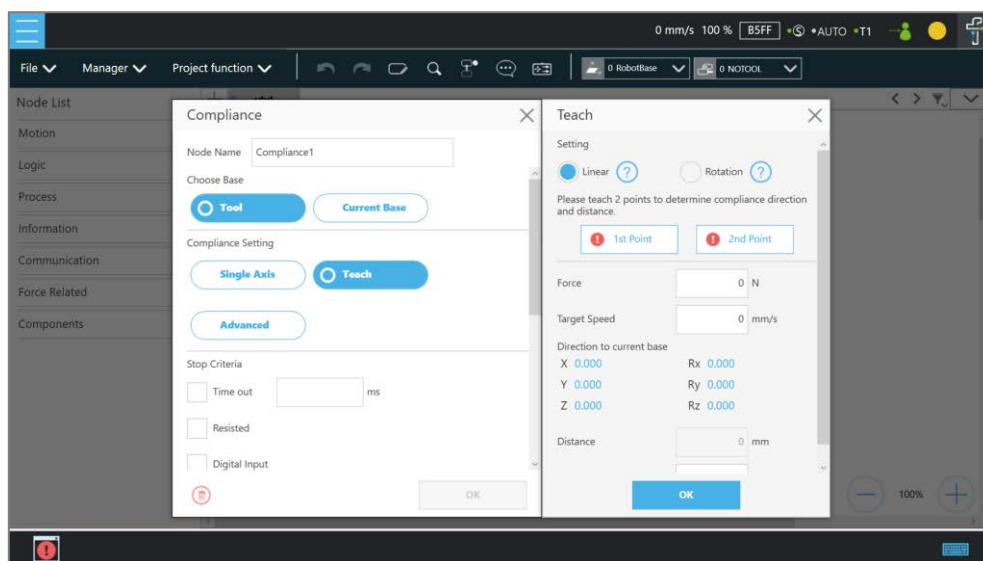 0 mm/s 100 % B5FF •Ⓢ •AUTO •T1
File Manager Project function 0 RobotBase 0 NOTOOL
Node List
Motion
Logic
Process
Information
Communication
Force Related
Components
Compliance
Node Name Compliance1
Choose Base
Tool Current Base
Compliance Setting
Single Axis Teach
Advanced
Stop Criteria
Time out ms
Resisted
Digital Input
OK
Teach
Setting
Linear ? Rotation ?
Please teach 2 points to determine compliance direction
and distance.
1st Point 2nd Point
Force 0 N
Target Speed 0 mm/s
Direction to current base
X 0.000 Rx 0.000
Y 0.000 Ry 0.000
Z 0.000 Rz 0.000
Distance 0 mm
OK
100%